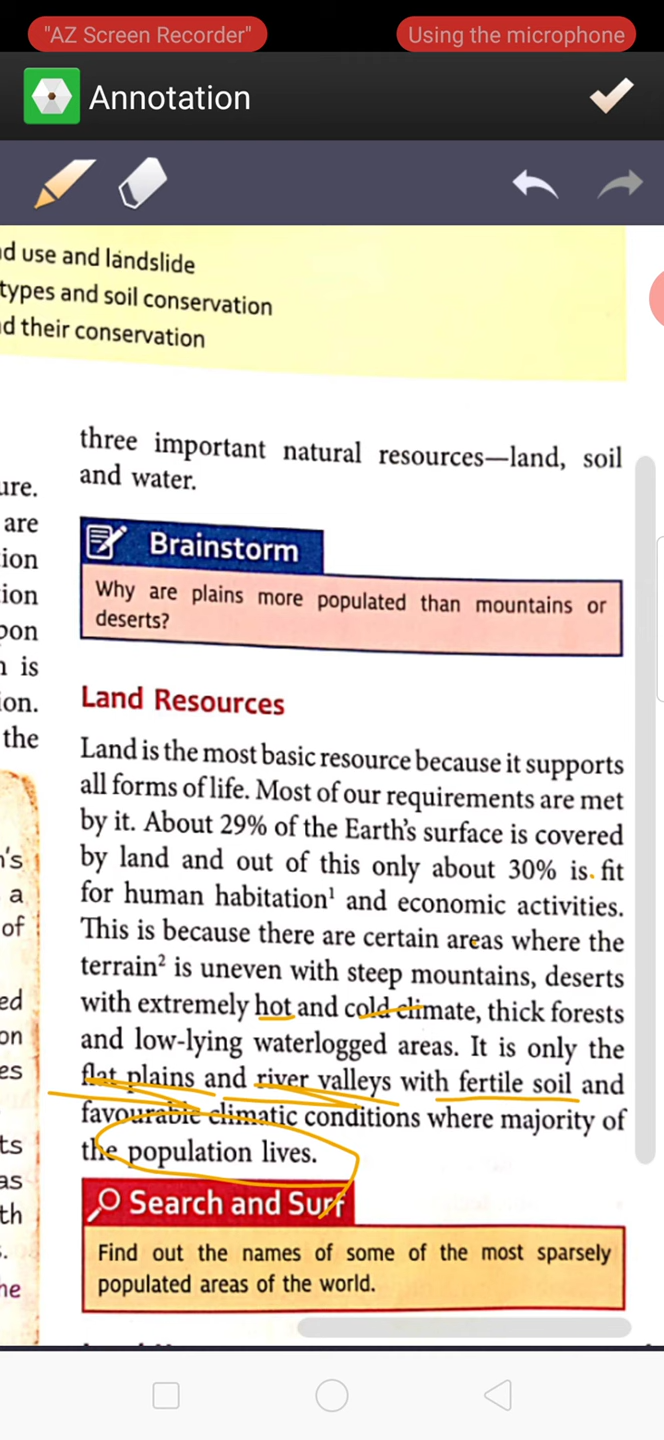 "AZ Screen Recorder"
Using the microphone
Annotation
d use and landslide
types and soil conservation
d their conservation
three important natural resources—land, soil
and water.
ure.
are
ion
ion
pon
is
ion.
the
Brainstorm
Why are plains more populated than mountains or
deserts?
Land Resources
Land is the most basic resource because it supports
all forms of life. Most of our requirements are met
by it. About 29% of the Earth's surface is covered
by land and out of this only about 30% is fit
for human habitation¹ and economic activities.
This is because there are certain areas where the
terrain² is uneven with steep mountains, deserts
with extremely hot and cold climate, thick forests
and low-lying waterlogged areas. It is only the
flat plains and river valleys with fertile soil and
favourable climatic conditions where majority of
the population lives.
's
a
of
ed
on
es
ts
as
th
Search and Surf
Find out the names of some of the most sparsely
populated areas of the world.